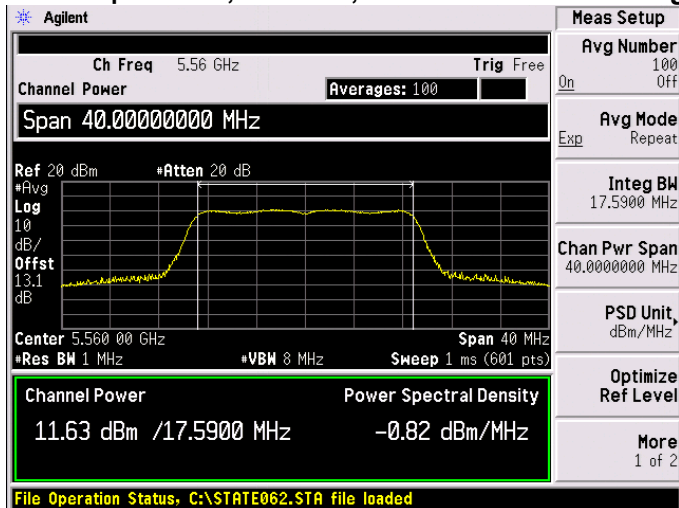 Agilent
Meas Setup
Ch Freq 5.56 GHz Trig Free
Channel Power Averages: 100
Span 40.00000000 MHz
Ref 20 dBm #Atten 20 dB
#Avg
Log
10
dB/
Offst
13.1
dB
Center 5.560 00 GHz Span 40 MHz
#Res BW 1 MHz #VBW 8 MHz Sweep 1 ms (601 pts)
Channel Power Power Spectral Density
11.63 dBm /17.5900 MHz -0.82 dBm/MHz
File Operation Status, C:\STATE062.STA file loaded
Avg Number
100
On Off
Avg Mode
Exp Repeat
Integ BW
17.5900 MHz
Chan Pwr Span
40.0000000 MHz
PSD Unit
dBm/MHz
Optimize
Ref Level
More
1 of 2